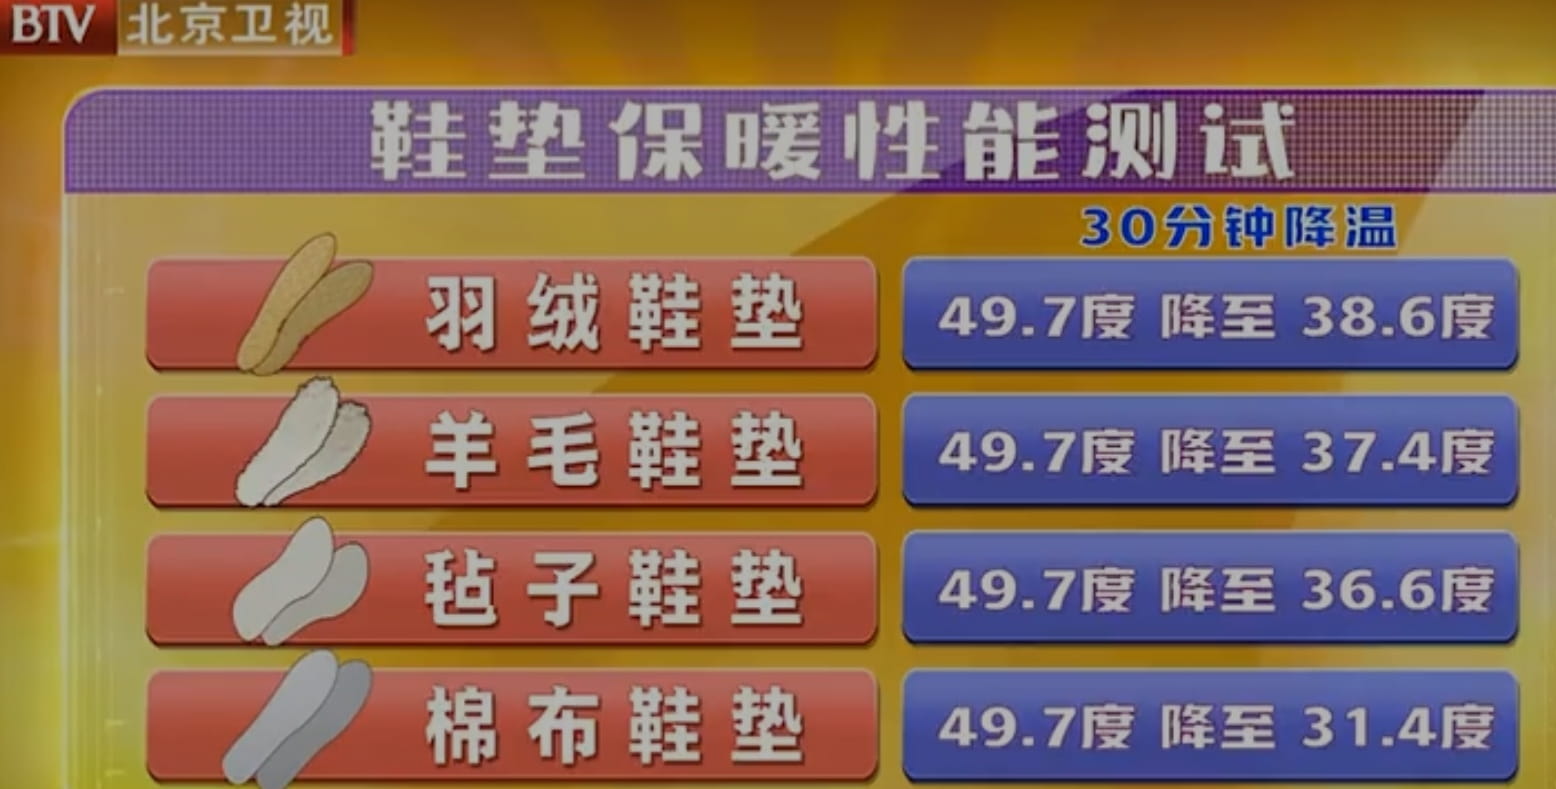 BTV 北京卫视
鞋垫保暖性能测试
30分钟降温
羽绒鞋垫 49.7度 降至 38.6度
羊毛鞋垫 49.7度 降至 37.4度
毡子鞋垫 49.7度 降至 36.6度
棉布鞋垫 49.7度 降至 31.4度